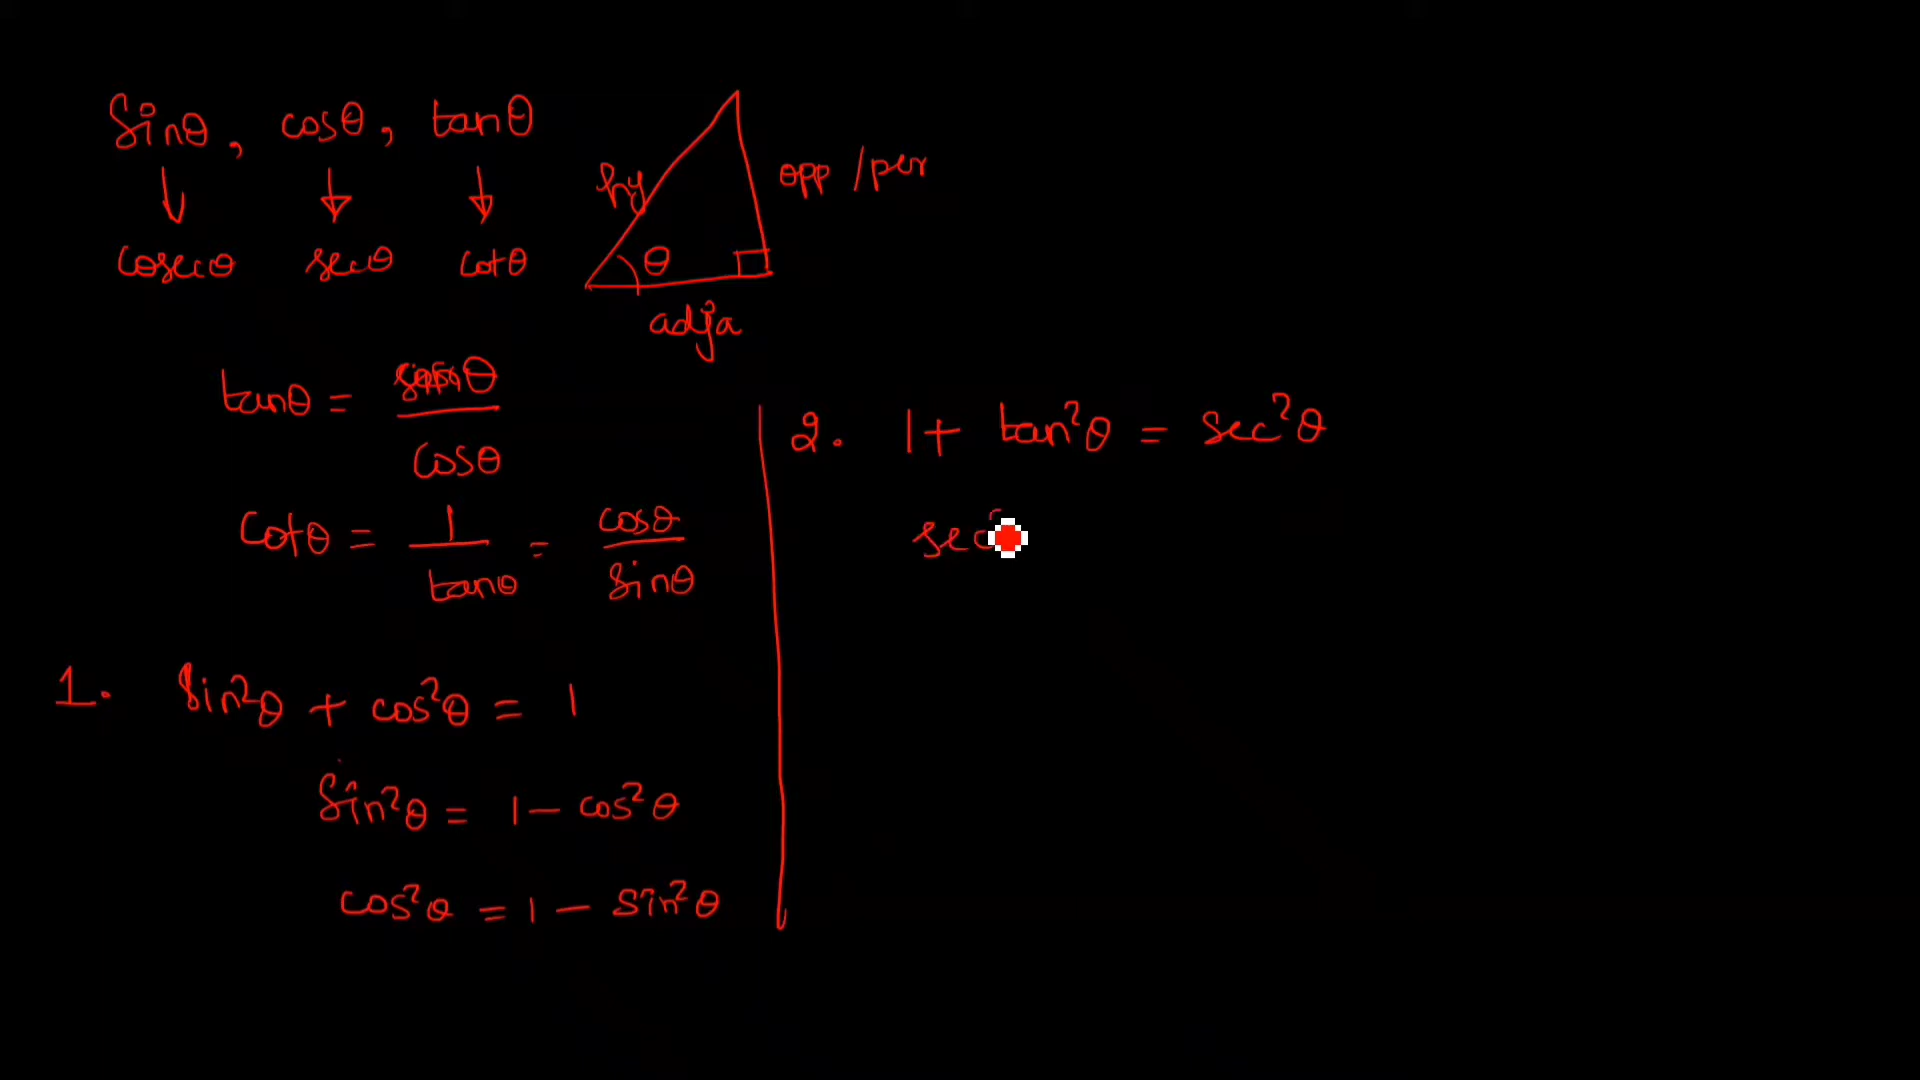 sinθ, cosθ, tanθ
↓ ↓ ↓
cosecθ secθ cotθ
hy
opp/per
θ
adja
tanθ = sinθ / cosθ
cotθ = 1/tanθ = cosθ/sinθ
1. sin²θ + cos²θ = 1
sin²θ = 1 - cos²θ
cos²θ = 1 - sin²θ
2. 1 + tan²θ = sec²θ
sec